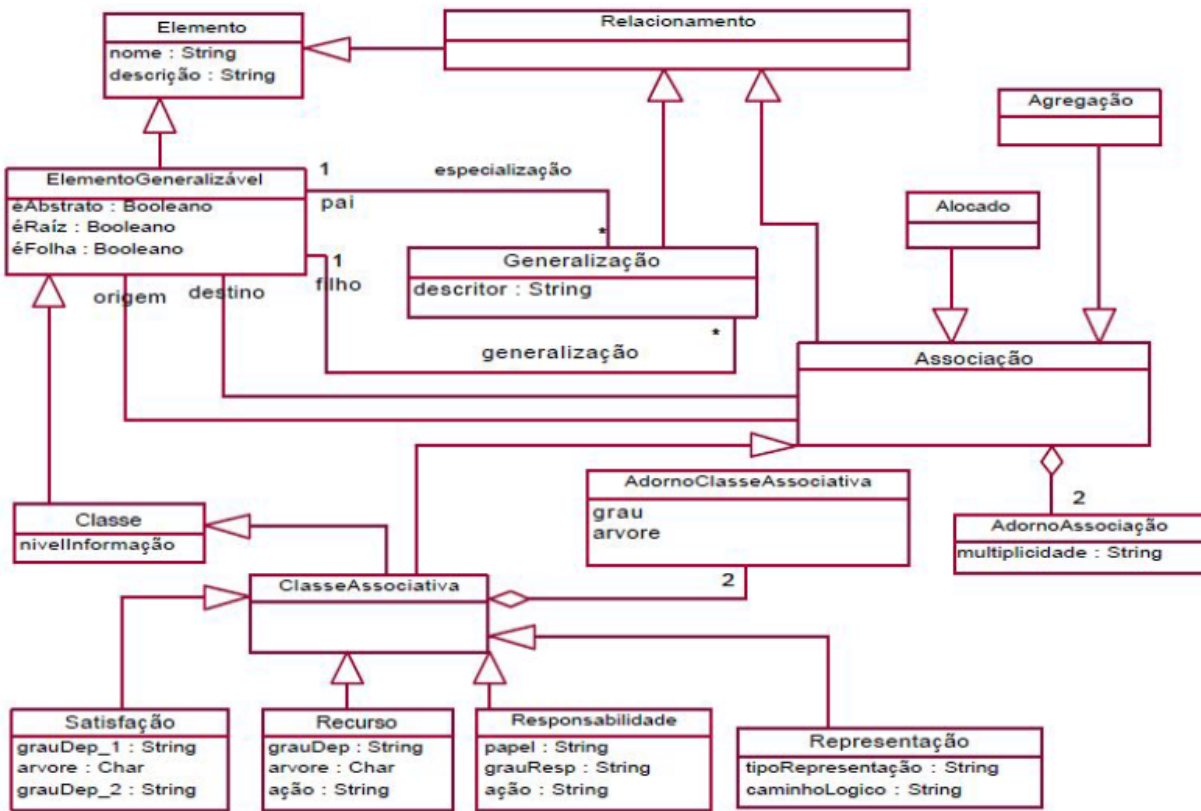 Elemento
nome : String
descrição : String
Relacionamento
Agregação
ElementoGeneralizável
éAbstrato : Booleano
éRaíz : Booleano
éFolha : Booleano
1
pai
especialização
*
Alocado
Generalização
descritor : String
1
filho
origem
destino
*
generalização
Associação
AdornoClasseAssociativa
grau
arvore
2
2
AdornoAssociação
multiplicidade : String
Classe
nivelInformação
ClasseAssociativa
Satisfação
grauDep_1 : String
arvore : Char
grauDep_2 : String
Recurso
grauDep : String
arvore : Char
ação : String
Responsabilidade
papel : String
grauResp : String
ação : String
Representação
tipoRepresentação : String
caminhoLogico : String